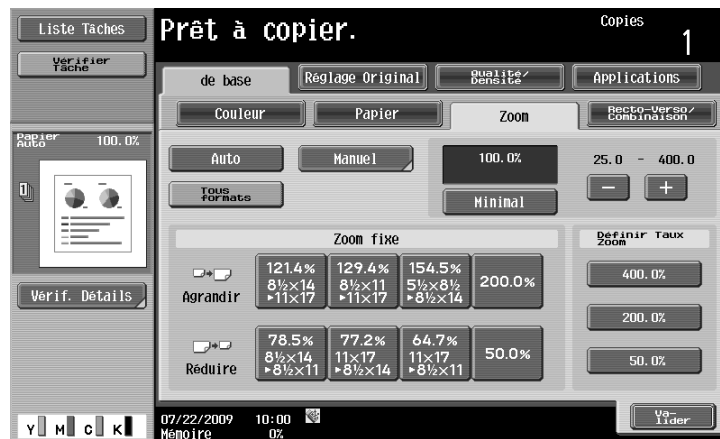 Liste Tâches
Prêt à copier.
Copies
1
Vérifier
Tâche
de base
Réglage Original
Qualité/
Densité
Applications
Couleur
Papier
Zoom
Recto-Verso/
Combinaison
Papier
Auto
100.0%
1
Auto
Manuel
100.0%
25.0 - 400.0
Tous
formats
Minimal
− +
Zoom fixe
Définir Taux
Zoom
Agrandir
121.4%
8½×14
▸11×17
129.4%
8½×11
▸11×17
154.5%
5½×8½
▸8½×14
200.0%
400.0%
200.0%
50.0%
Vérif. Détails
Réduire
78.5%
8½×14
▸8½×11
77.2%
11×17
▸8½×14
64.7%
11×17
▸8½×11
50.0%
Y M C K
07/22/2009 10:00
Mémoire 0%
Va-
lider